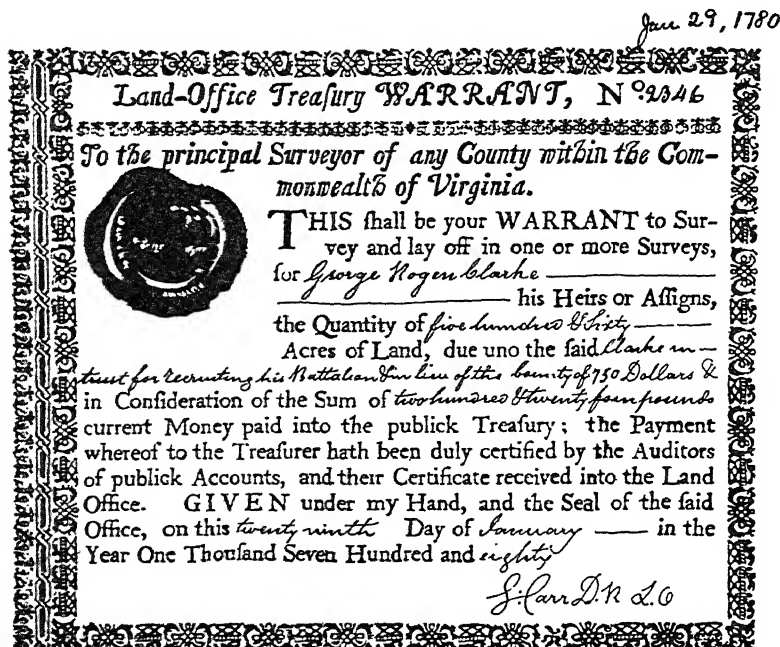 Jan 29, 1780
Land-Office Treaſury WARRANT, No. 2346
To the principal Surveyor of any County within the Com-
monwealth of Virginia.
THIS ſhall be your WARRANT to Sur-
vey and lay off in one or more Surveys,
for George Rogers Clarke
his Heirs or Aſſigns,
the Quantity of five hundred & Sixty
Acres of Land, due uno the ſaid Clarke in
trust for recruiting his Battalion & in lieu of the bounty of 750 Dollars &
in Conſideration of the Sum of two hundred & twenty four pounds
current Money paid into the publick Treaſury; the Payment
whereof to the Treaſurer hath been duly certified by the Auditors
of publick Accounts, and their Certificate received into the Land
Office. GIVEN under my Hand, and the Seal of the ſaid
Office, on this twenty ninth Day of January in the
Year One Thouſand Seven Hundred and eighty
S. Carr D. R L. O